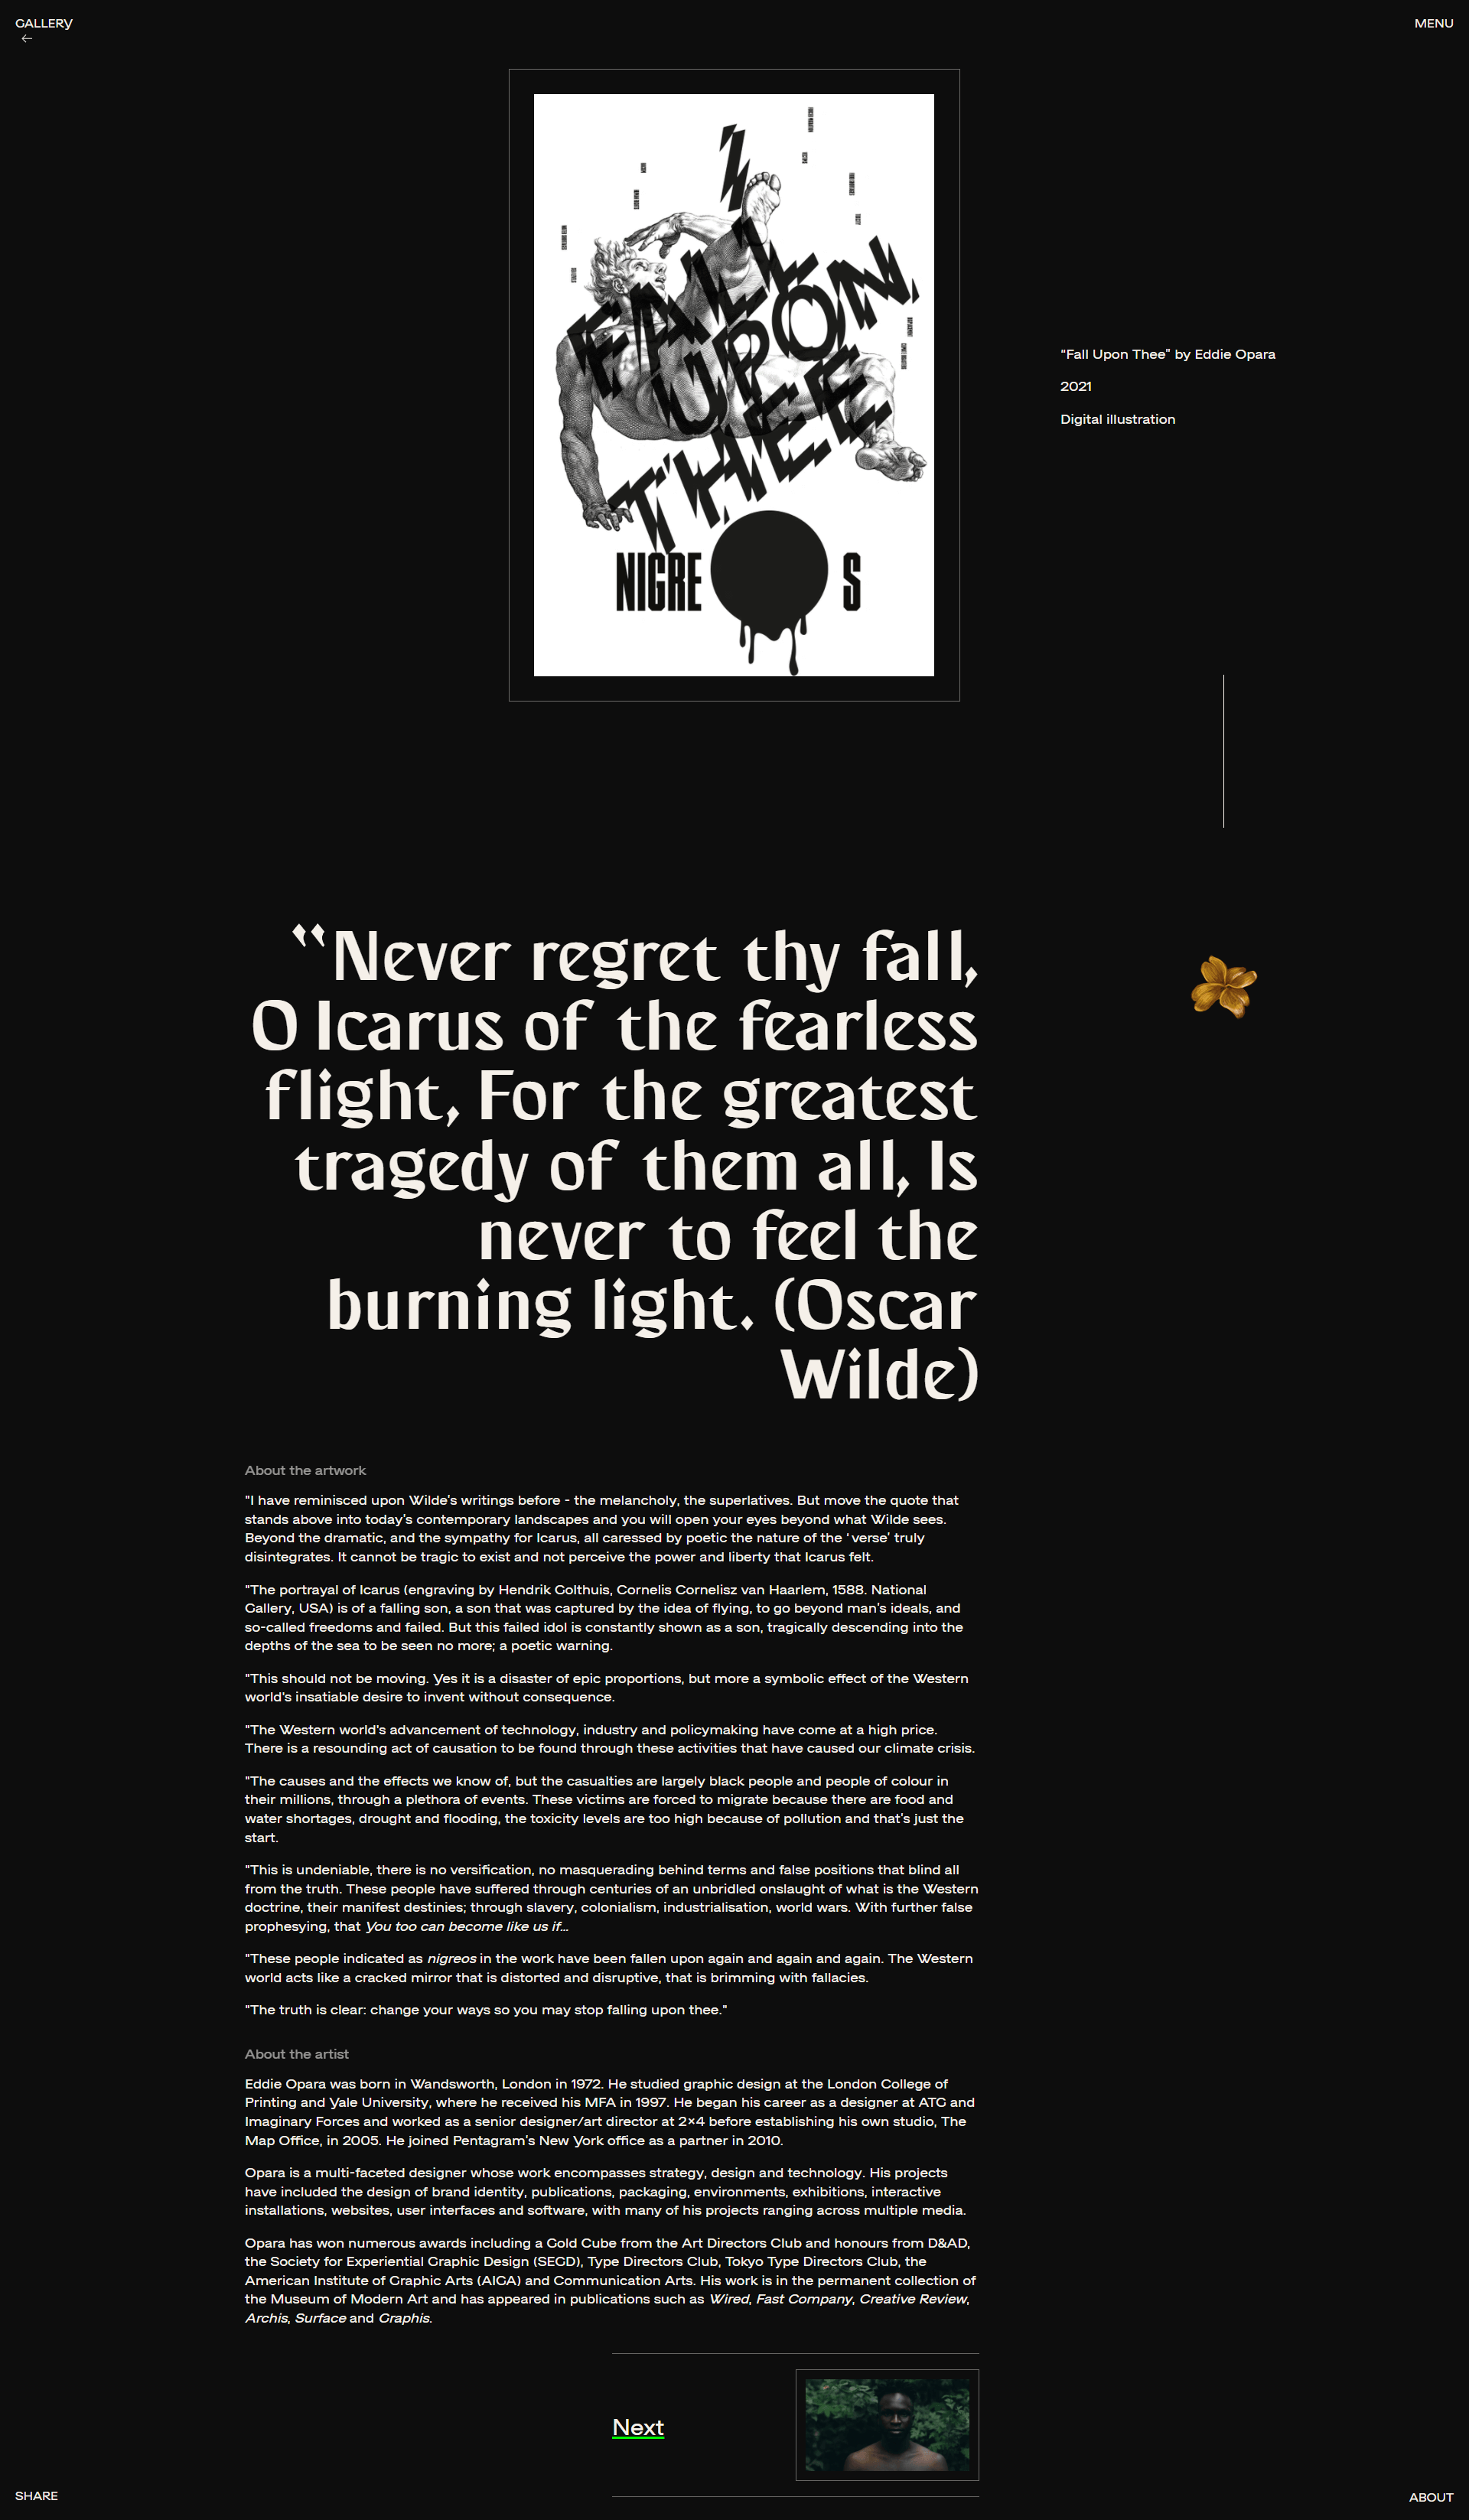 GALLERY
MENU
←
FALL
UPON
THEE
NIGRE S
“Fall Upon Thee” by Eddie Opara
2021
Digital illustration
“Never regret thy fall,
O Icarus of the fearless
flight, For the greatest
tragedy of them all, Is
never to feel the
burning light. (Oscar
Wilde)
About the artwork
"I have reminisced upon Wilde’s writings before - the melancholy, the superlatives. But move the quote that
stands above into today’s contemporary landscapes and you will open your eyes beyond what Wilde sees.
Beyond the dramatic, and the sympathy for Icarus, all caressed by poetic the nature of the ‘verse’ truly
disintegrates. It cannot be tragic to exist and not perceive the power and liberty that Icarus felt.
"The portrayal of Icarus (engraving by Hendrik Golthuis, Cornelis Cornelisz van Haarlem, 1588. National
Gallery, USA) is of a falling son, a son that was captured by the idea of flying, to go beyond man’s ideals, and
so-called freedoms and failed. But this failed idol is constantly shown as a son, tragically descending into the
depths of the sea to be seen no more; a poetic warning.
"This should not be moving. Yes it is a disaster of epic proportions, but more a symbolic effect of the Western
world's insatiable desire to invent without consequence.
"The Western world's advancement of technology, industry and policymaking have come at a high price.
There is a resounding act of causation to be found through these activities that have caused our climate crisis.
"The causes and the effects we know of, but the casualties are largely black people and people of colour in
their millions, through a plethora of events. These victims are forced to migrate because there are food and
water shortages, drought and flooding, the toxicity levels are too high because of pollution and that’s just the
start.
"This is undeniable, there is no versification, no masquerading behind terms and false positions that blind all
from the truth. These people have suffered through centuries of an unbridled onslaught of what is the Western
doctrine, their manifest destinies; through slavery, colonialism, industrialisation, world wars. With further false
prophesying, that You too can become like us if...
"These people indicated as nigreos in the work have been fallen upon again and again and again. The Western
world acts like a cracked mirror that is distorted and disruptive, that is brimming with fallacies.
"The truth is clear: change your ways so you may stop falling upon thee."
About the artist
Eddie Opara was born in Wandsworth, London in 1972. He studied graphic design at the London College of
Printing and Yale University, where he received his MFA in 1997. He began his career as a designer at ATG and
Imaginary Forces and worked as a senior designer/art director at 2×4 before establishing his own studio, The
Map Office, in 2005. He joined Pentagram’s New York office as a partner in 2010.
Opara is a multi-faceted designer whose work encompasses strategy, design and technology. His projects
have included the design of brand identity, publications, packaging, environments, exhibitions, interactive
installations, websites, user interfaces and software, with many of his projects ranging across multiple media.
Opara has won numerous awards including a Gold Cube from the Art Directors Club and honours from D&AD,
the Society for Experiential Graphic Design (SEGD), Type Directors Club, Tokyo Type Directors Club, the
American Institute of Graphic Arts (AIGA) and Communication Arts. His work is in the permanent collection of
the Museum of Modern Art and has appeared in publications such as Wired, Fast Company, Creative Review,
Archis, Surface and Graphis.
Next
SHARE
ABOUT